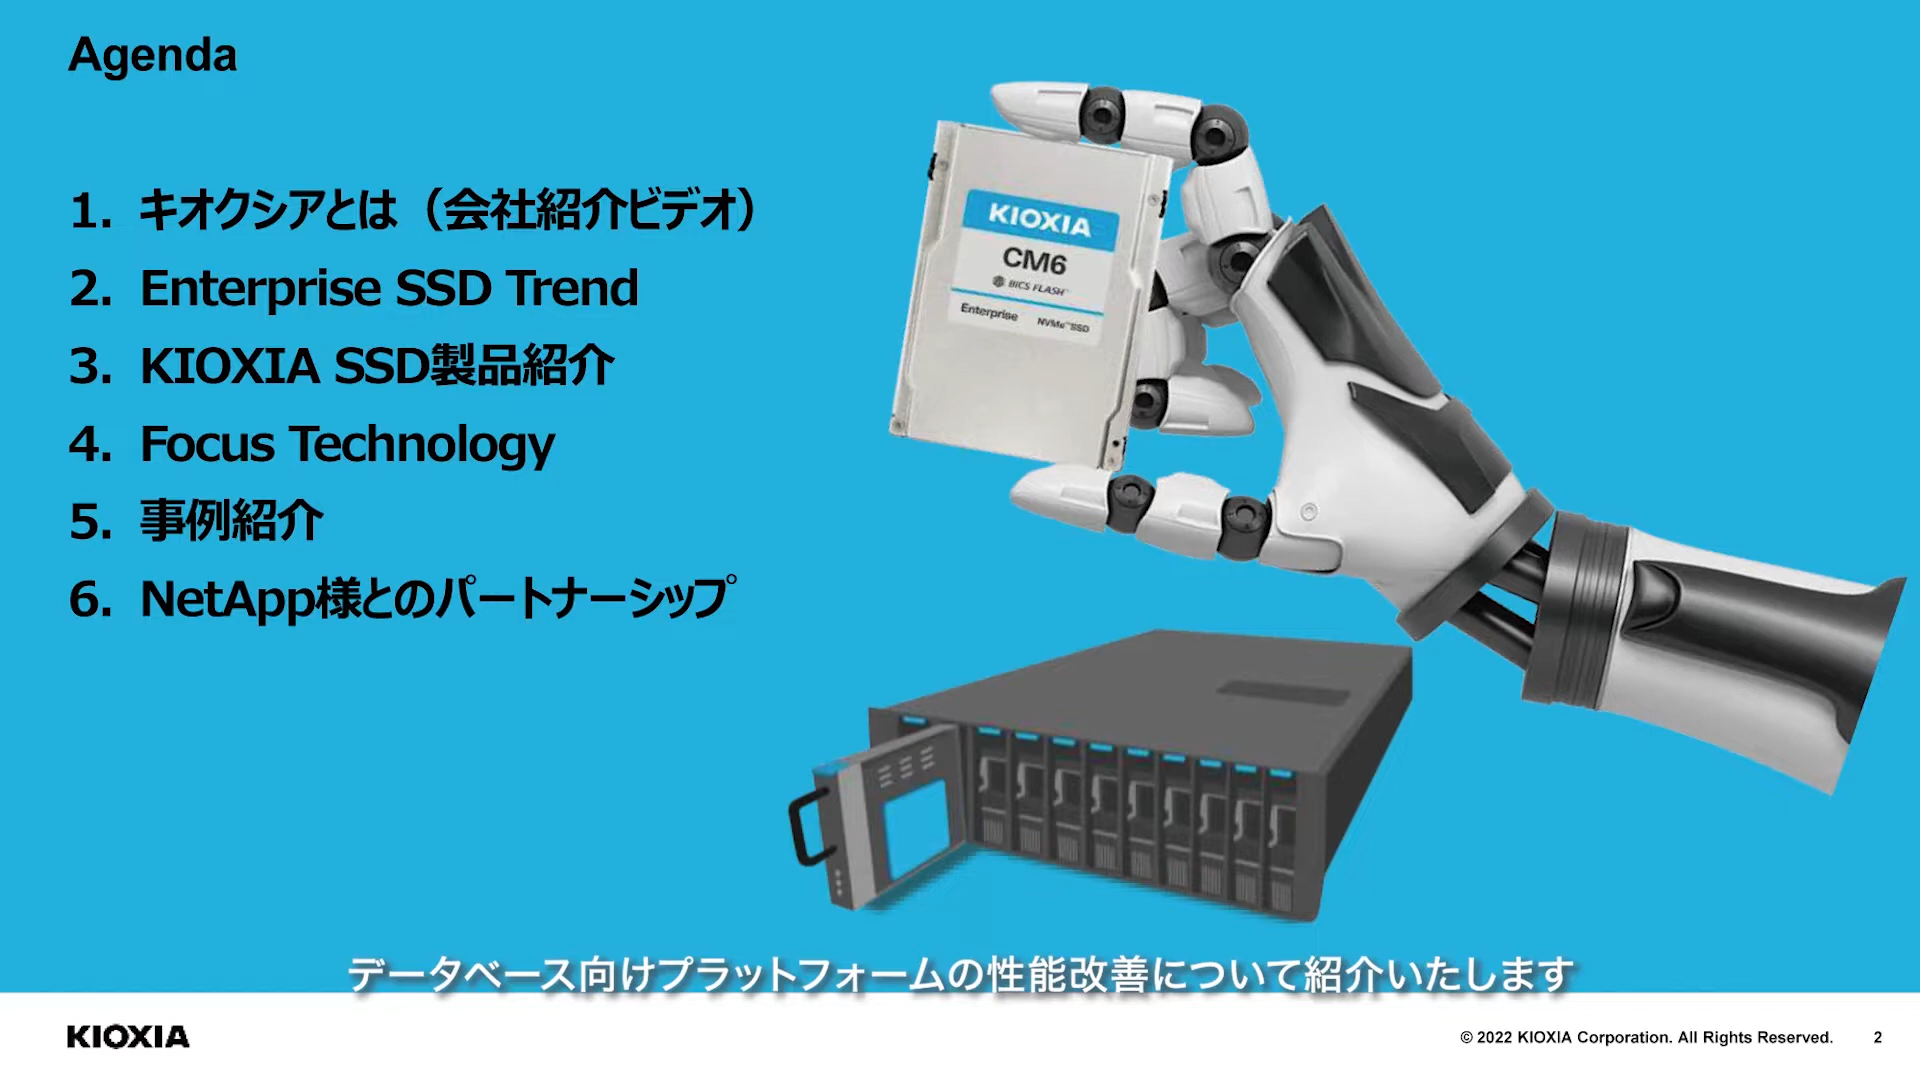 Agenda
1. キオクシアとは（会社紹介ビデオ）
2. Enterprise SSD Trend
3. KIOXIA SSD製品紹介
4. Focus Technology
5. 事例紹介
6. NetApp様とのパートナーシップ
KIOXIA
CM6
BiCS FLASH™
Enterprise NVMe™ SSD
データベース向けプラットフォームの性能改善について紹介いたします
KIOXIA
© 2022 KIOXIA Corporation. All Rights Reserved. 2